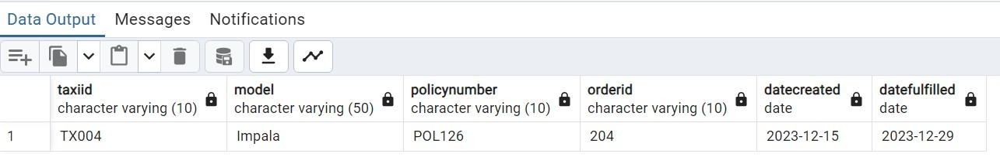 Data Output Messages Notifications
taxiid model policynumber orderid datecreated datefulfilled
character varying (10) character varying (50) character varying (10) character varying (10) date date
1 TX004 Impala POL126 204 2023-12-15 2023-12-29